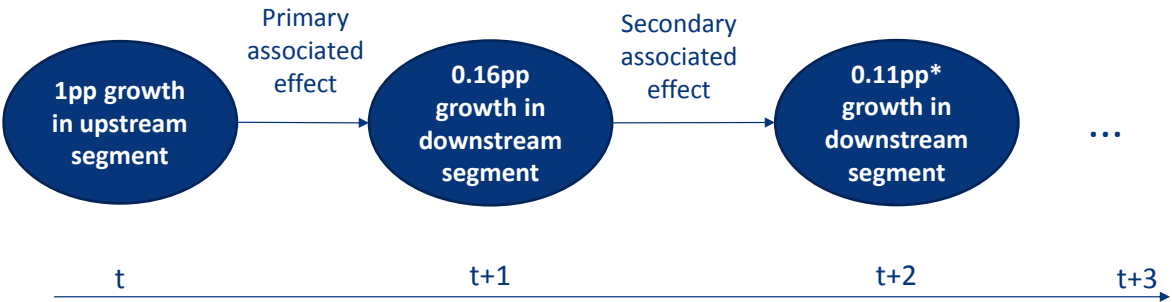 Primary
associated
effect
Secondary
associated
effect
1pp growth
in upstream
segment
0.16pp
growth in
downstream
segment
0.11pp*
growth in
downstream
segment
...
t
t+1
t+2
t+3